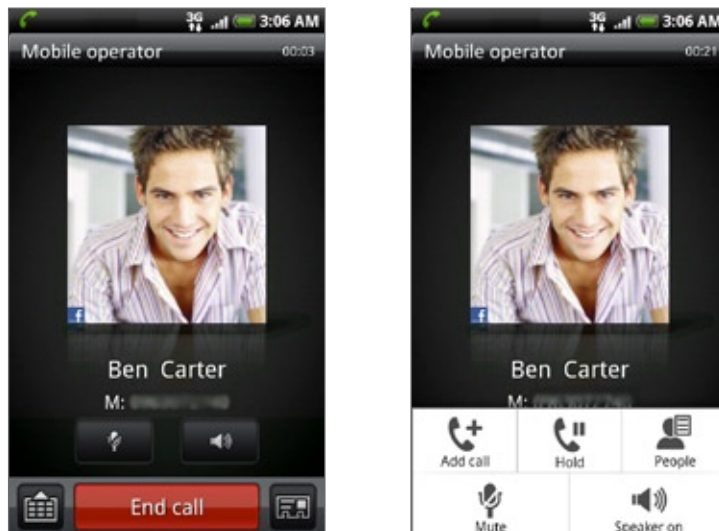 3G 3:06 AM
Mobile operator 00:03
f
Ben Carter
M:
End call
3G 3:06 AM
Mobile operator 00:21
f
Ben Carter
M:
Add call Hold People
Mute Speaker on